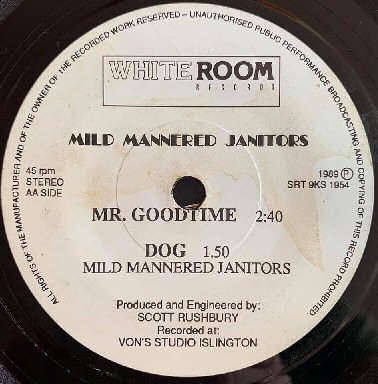 ALL RIGHTS OF THE MANUFACTURER AND OF THE OWNER OF THE RECORDED WORK RESERVED – UNAUTHORISED PUBLIC PERFORMANCE BROADCASTING AND COPYING OF THIS RECORD PROHIBITED.
WHITE ROOM
RECORDS
MILD MANNERED JANITORS
45 rpm
STEREO
AA SIDE
1989 Ⓟ
SRT 9KS 1954
MR. GOODTIME 2:40
DOG 1.50
MILD MANNERED JANITORS
Produced and Engineered by:
SCOTT RUSHBURY
Recorded at:
VON'S STUDIO ISLINGTON